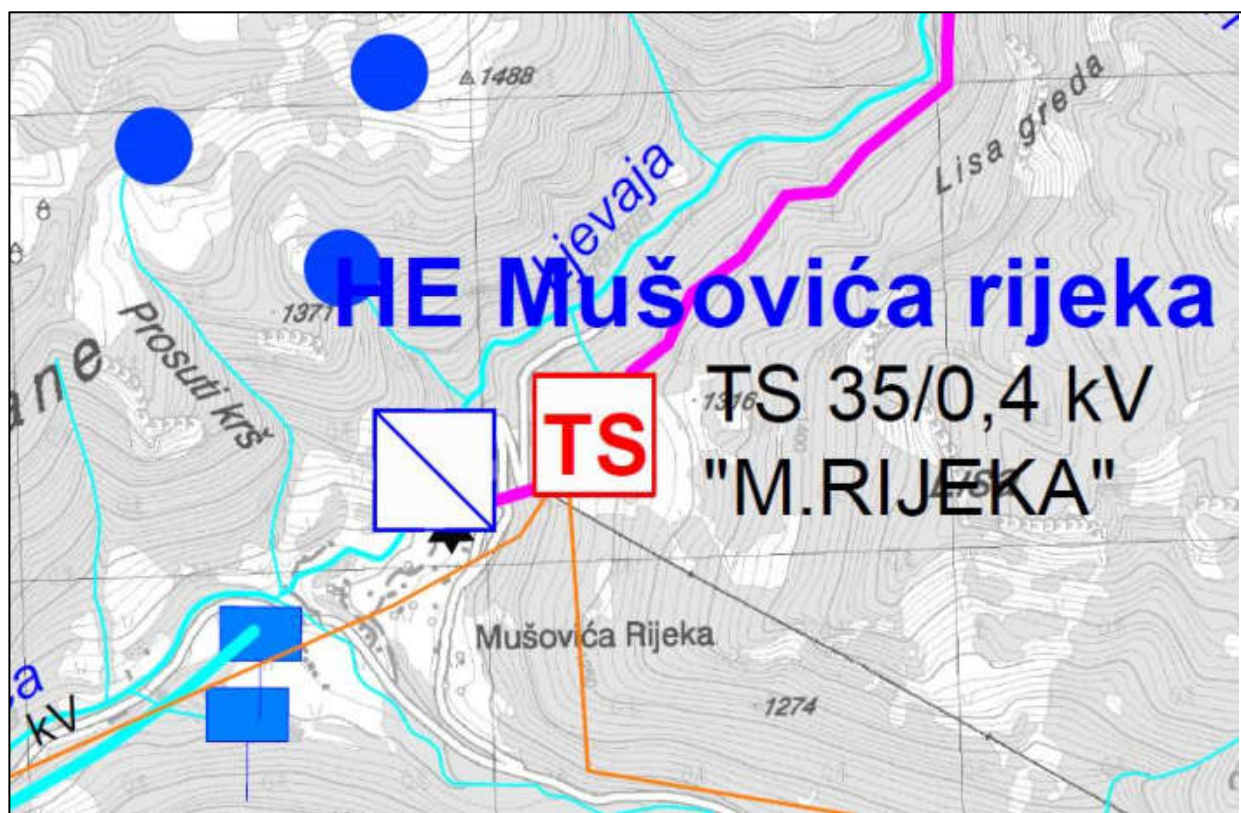 1488
Lisa greda
HE Mušovića rijeka
1371
Prosuti krš
TS 35/0,4 kV
1316
TS
"M.RIJEKA"
Mušovića Rijeka
kV
1274